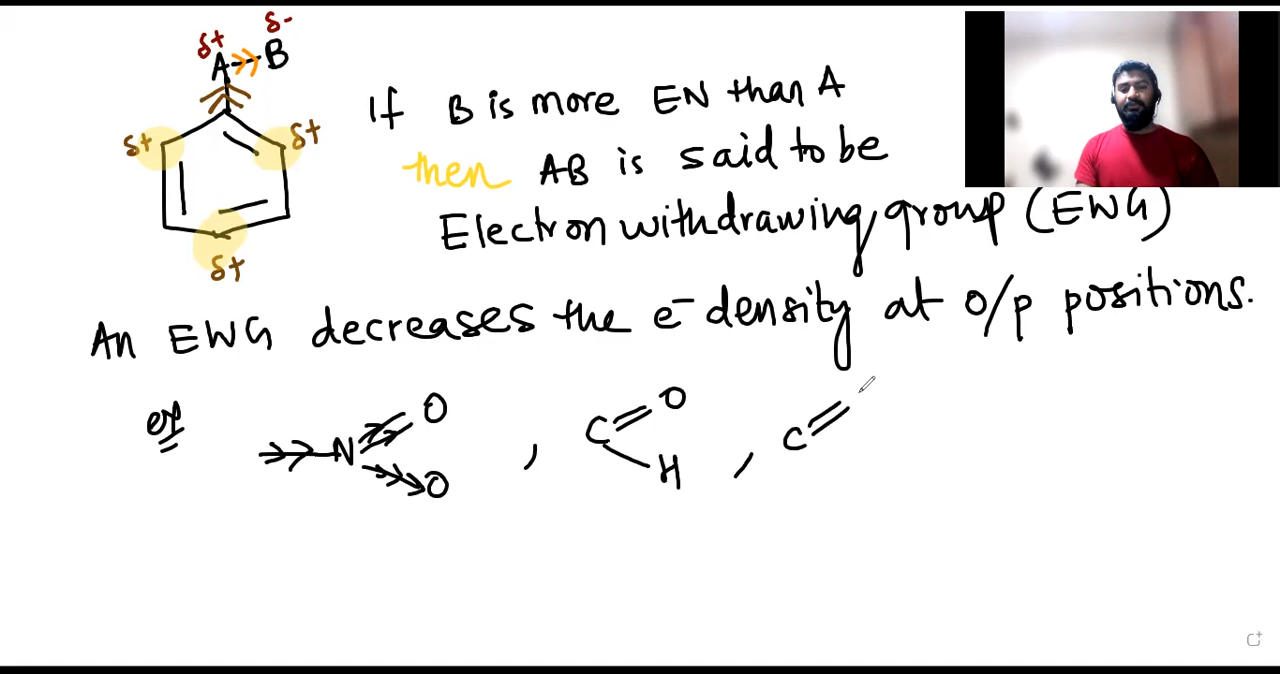 δ-
δ+
A B
δ+ δ+
δ+
If B is more EN than A
then AB is said to be
Electron withdrawing group (EWG)
An EWG decreases the e- density at o/p positions.
ex N O O , C O H , C